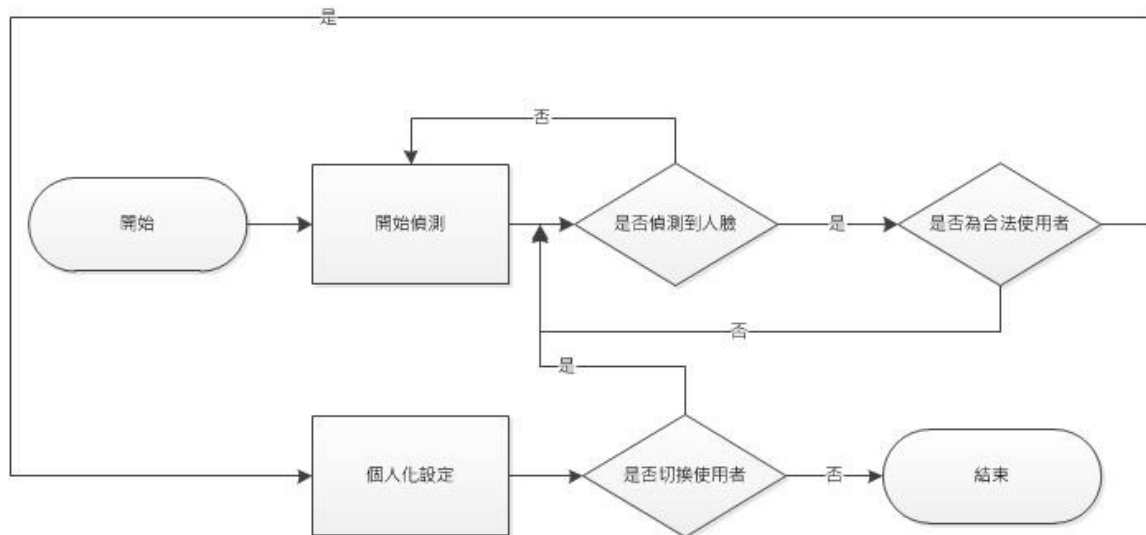 是
否
開始
開始偵測
是否偵測到人臉
是
是否為合法使用者
否
是
個人化設定
是否切換使用者
否
結束